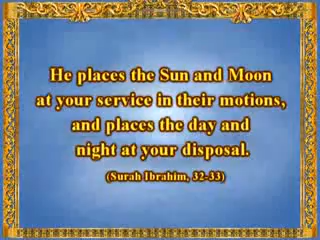 He places the Sun and Moon
at your service in their motions,
and places the day and
night at your disposal.
(Surah Ibrahim, 32-33)